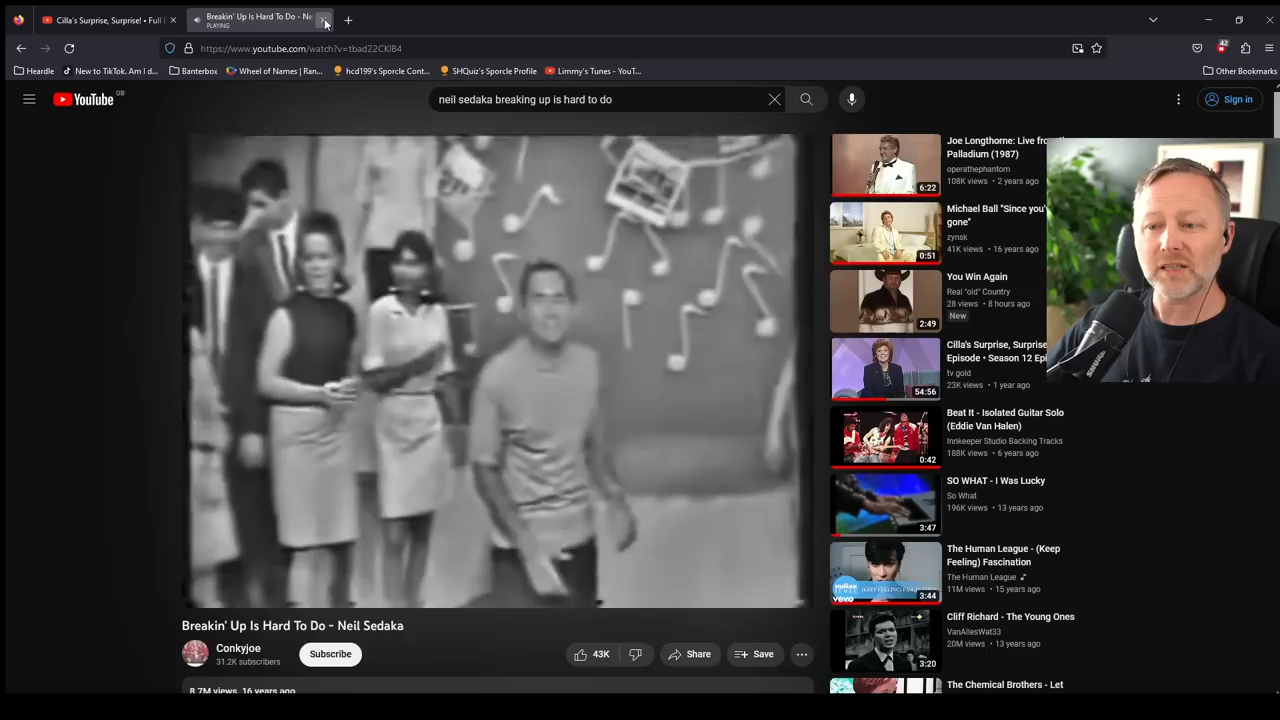 Cilla's Surprise, Surprise! • Full E
Breakin' Up Is Hard To Do - Ne
PLAYING
https://www.youtube.com/watch?v=tbad22CKlB4
42
Heardle
New to TikTok. Am I d...
Banterbox
Wheel of Names | Ran...
hcd199's Sporcle Cont...
SHQuiz's Sporcle Profile
Limmy's Tunes - YouT...
Other Bookmarks
YouTube GB
neil sedaka breaking up is hard to do
Sign in
Joe Longthorne: Live fro
Palladium (1987)
operathephantom
108K views • 2 years ago
6:22
Michael Ball "Since you'
gone"
zynsk
41K views • 16 years ago
0:51
You Win Again
Real "old" Country
28 views • 8 hours ago
New
2:49
Cilla's Surprise, Surprise
Episode • Season 12 Epi
tv gold
23K views • 1 year ago
54:56
Beat It - Isolated Guitar Solo
(Eddie Van Halen)
Innkeeper Studio Backing Tracks
188K views • 6 years ago
0:42
SO WHAT - I Was Lucky
So What
196K views • 13 years ago
3:47
The Human League - (Keep
Feeling) Fascination
The Human League
11M views • 15 years ago
3:44
Cliff Richard - The Young Ones
VanAllesWat33
20M views • 13 years ago
3:20
The Chemical Brothers - Let
Breakin' Up Is Hard To Do - Neil Sedaka
Conkyjoe
31.2K subscribers
Subscribe
43K
Share
Save
8.7M views 16 years ago